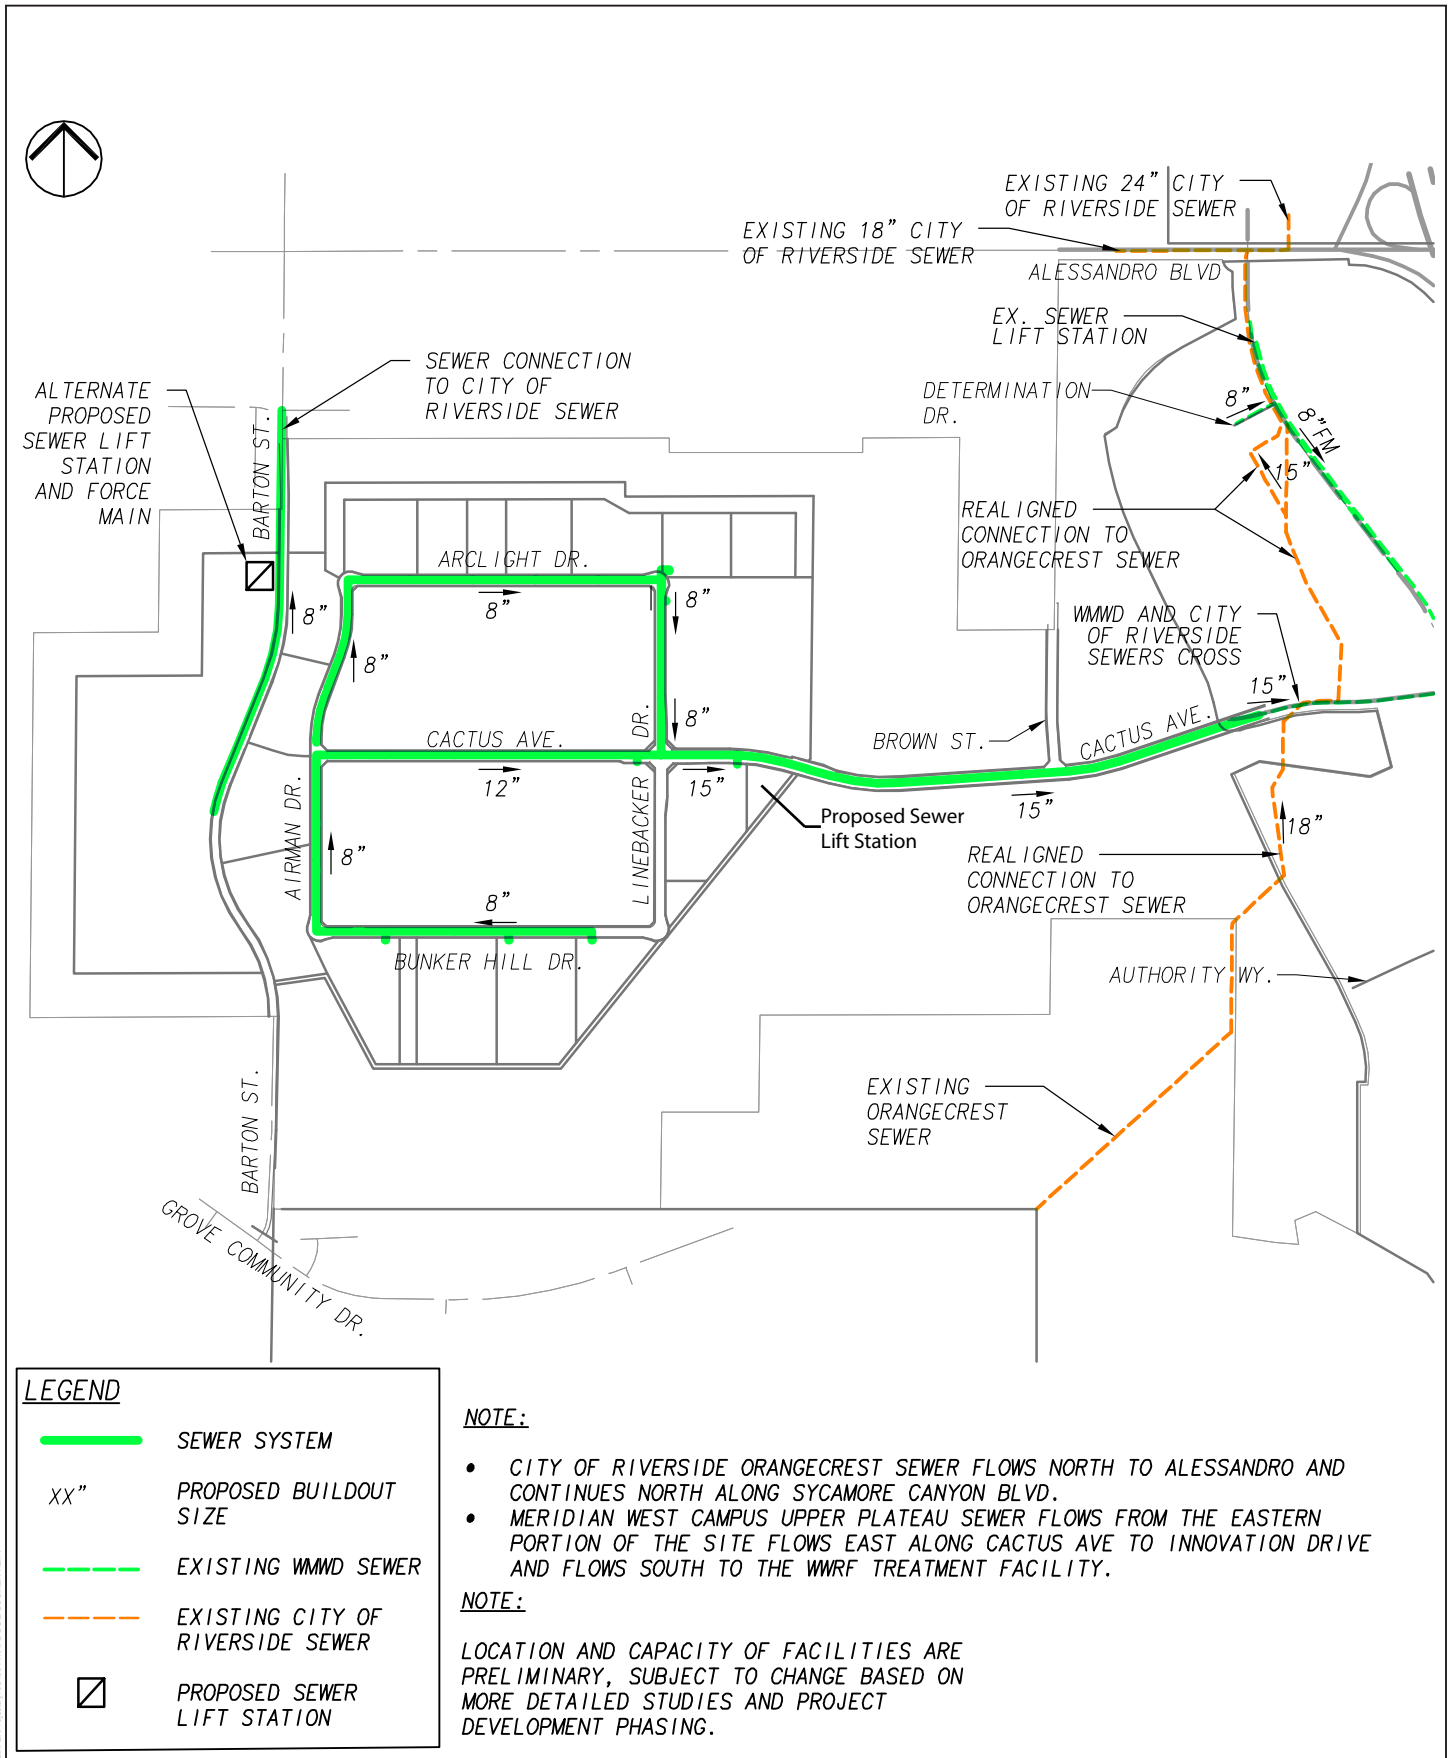 EXISTING 24” CITY
OF RIVERSIDE SEWER
EXISTING 18” CITY
OF RIVERSIDE SEWER
ALESSANDRO BLVD
EX. SEWER
LIFT STATION
SEWER CONNECTION
TO CITY OF
RIVERSIDE SEWER
ALTERNATE
PROPOSED
SEWER LIFT
STATION
AND FORCE
MAIN
BARTON ST.
DETERMINATION
DR.
8”
8”FM
15”
REALIGNED
CONNECTION TO
ORANGECREST SEWER
ARCLIGHT DR.
8”
8”
8”
8”
8”
WMWD AND CITY
OF RIVERSIDE
SEWERS CROSS
15”
CACTUS AVE.
12”
LINEBACKER DR.
15”
BROWN ST.
CACTUS AVE.
15”
Proposed Sewer
Lift Station
AIRMAN DR.
8”
18”
REALIGNED
CONNECTION TO
ORANGECREST SEWER
8”
BUNKER HILL DR.
AUTHORITY WY.
EXISTING
ORANGECREST
SEWER
BARTON ST.
GROVE COMMUNITY DR.
LEGEND
SEWER SYSTEM
XX”
PROPOSED BUILDOUT
SIZE
EXISTING WMWD SEWER
EXISTING CITY OF
RIVERSIDE SEWER
PROPOSED SEWER
LIFT STATION
NOTE:
• CITY OF RIVERSIDE ORANGECREST SEWER FLOWS NORTH TO ALESSANDRO AND
CONTINUES NORTH ALONG SYCAMORE CANYON BLVD.
• MERIDIAN WEST CAMPUS UPPER PLATEAU SEWER FLOWS FROM THE EASTERN
PORTION OF THE SITE FLOWS EAST ALONG CACTUS AVE TO INNOVATION DRIVE
AND FLOWS SOUTH TO THE WWRF TREATMENT FACILITY.
NOTE:
LOCATION AND CAPACITY OF FACILITIES ARE
PRELIMINARY, SUBJECT TO CHANGE BASED ON
MORE DETAILED STUDIES AND PROJECT
DEVELOPMENT PHASING.